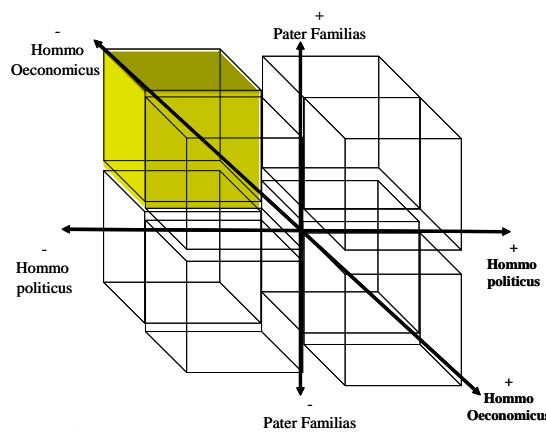 +
Pater Familias
-
Hommo
Oeconomicus
-
Hommo
politicus
+
Hommo
politicus
+
Hommo
Oeconomicus
-
Pater Familias